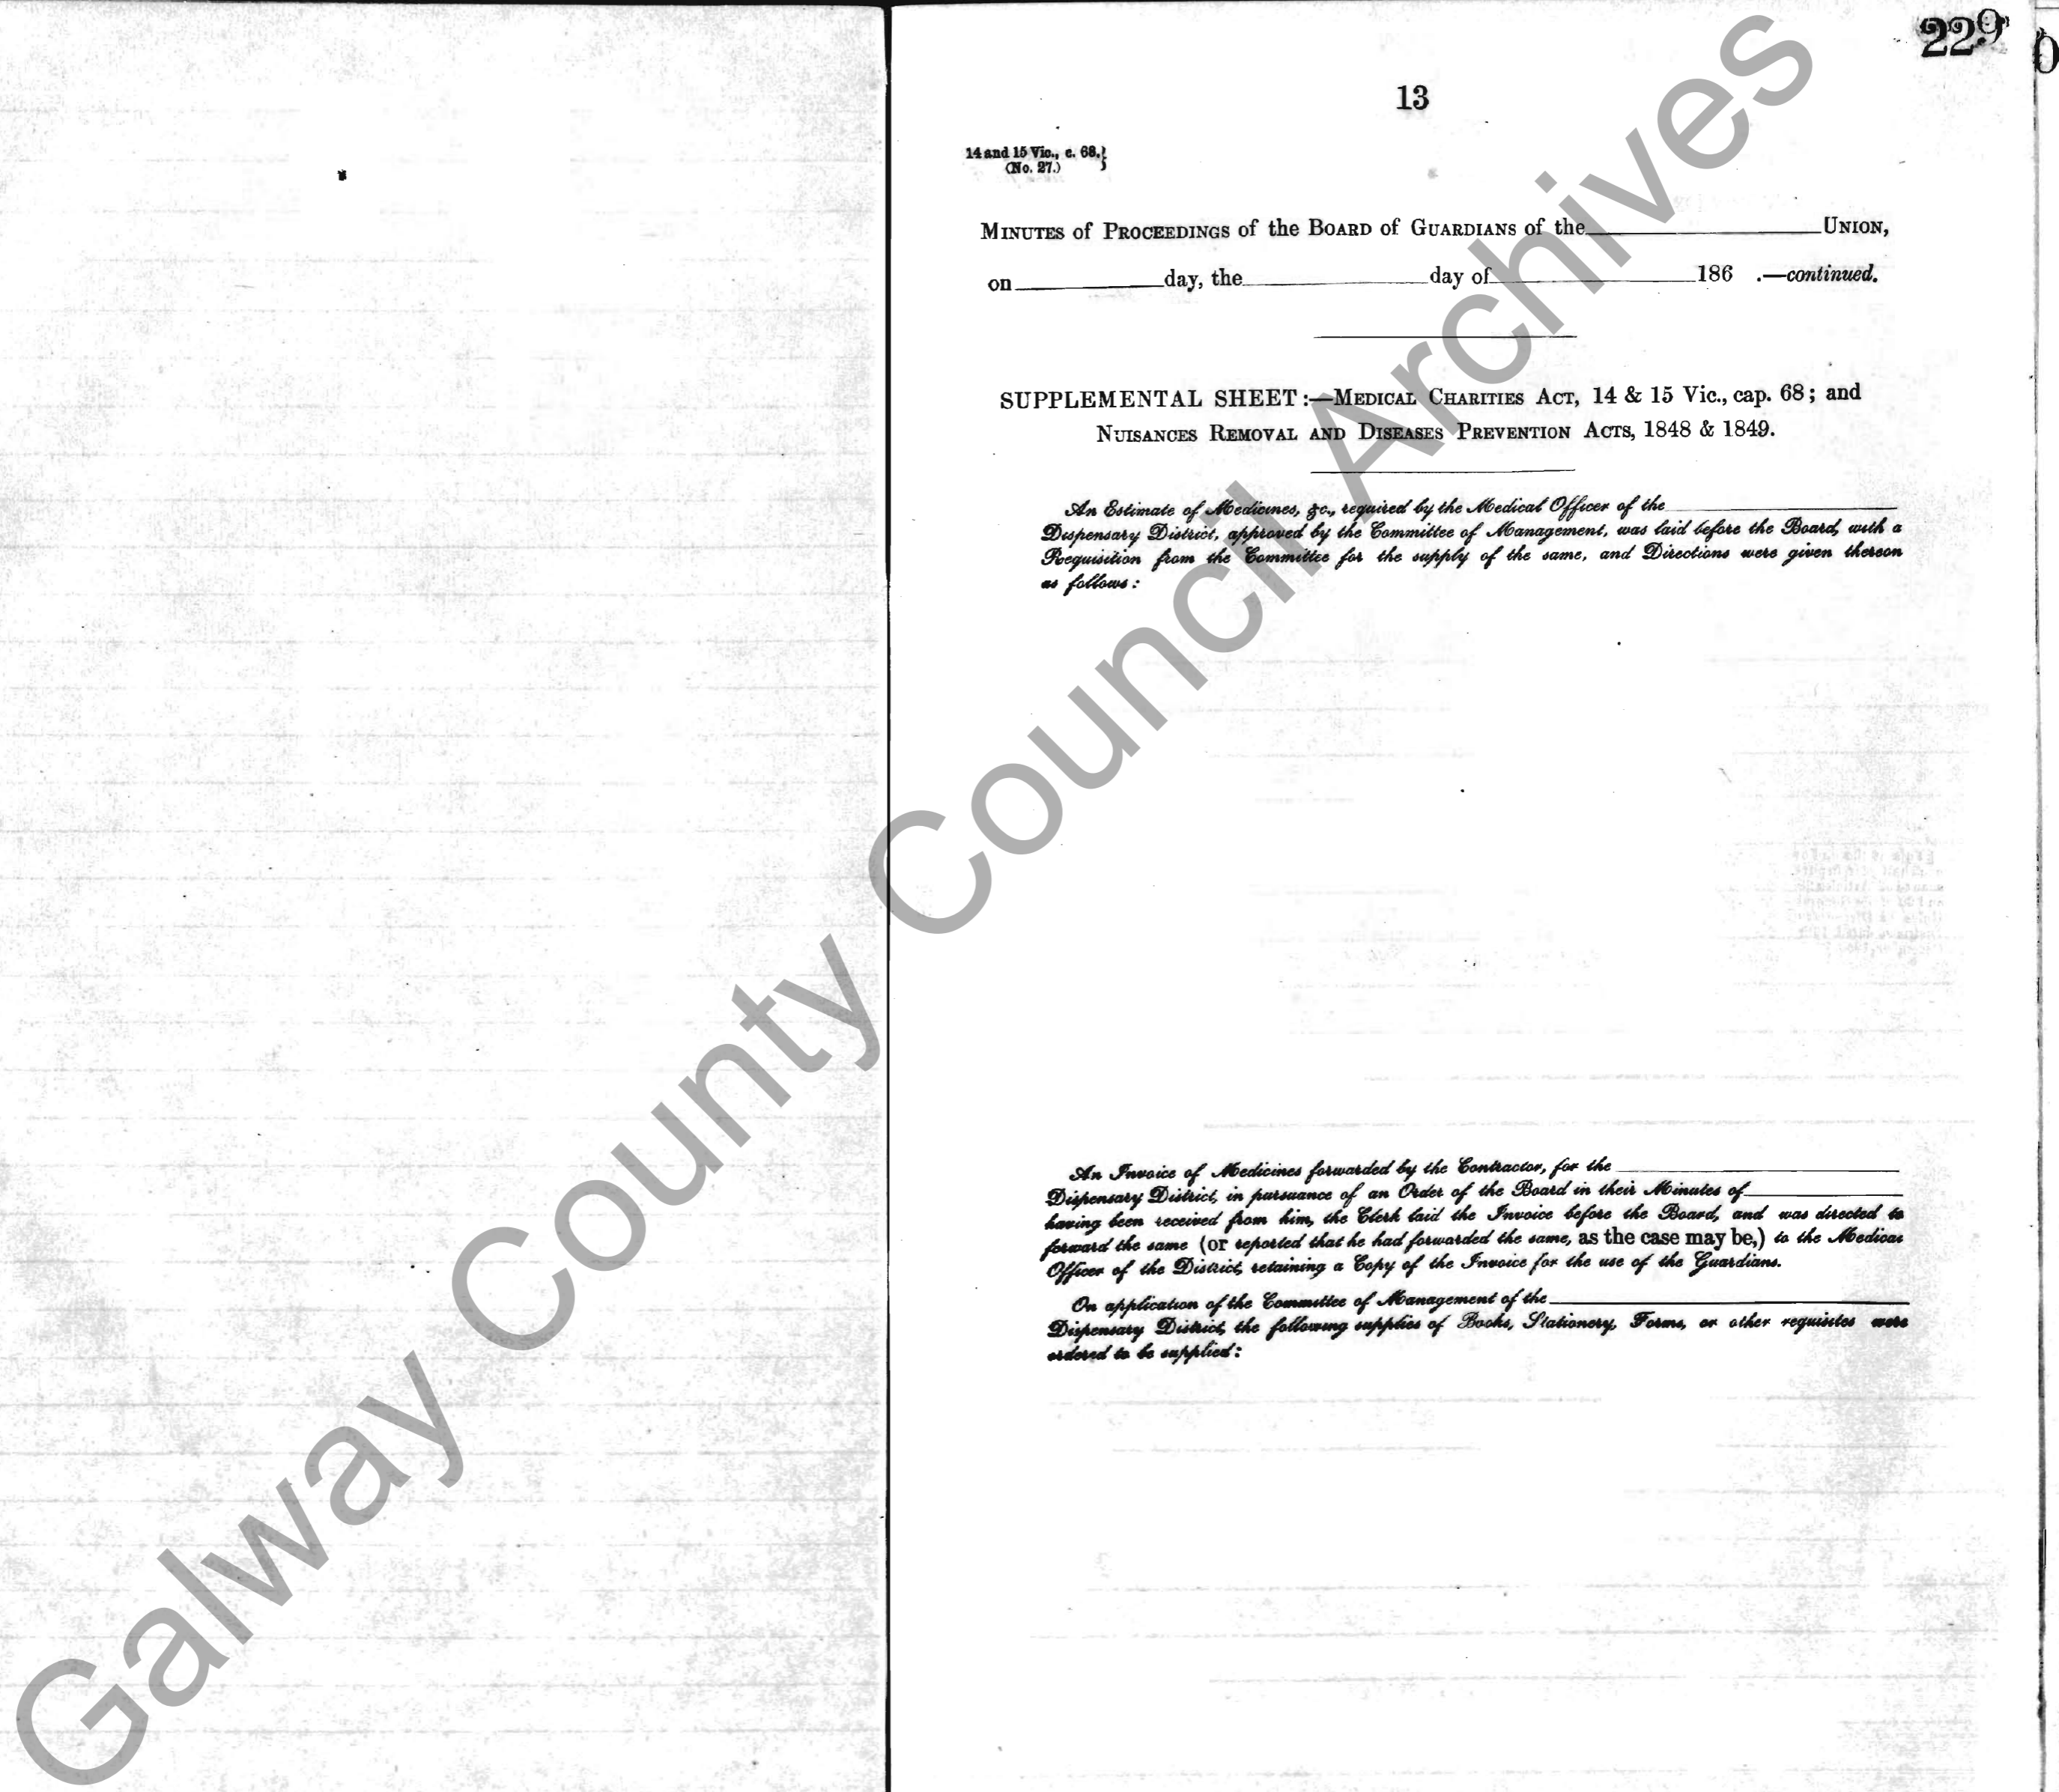 229
13
14 and 15 Vic., c. 68,}
(No. 27.)
MINUTES of PROCEEDINGS of the BOARD of GUARDIANS of the UNION,
on day, the day of 186 .—continued.
SUPPLEMENTAL SHEET:—MEDICAL CHARITIES ACT, 14 & 15 Vic., cap. 68; and
NUISANCES REMOVAL AND DISEASES PREVENTION ACTS, 1848 & 1849.
An Estimate of Medicines, &c., required by the Medical Officer of the
Dispensary District, approved by the Committee of Management, was laid before the Board, with a
Requisition from the Committee for the supply of the same, and Directions were given thereon
as follows:
An Invoice of Medicines forwarded by the Contractor, for the
Dispensary District, in pursuance of an Order of the Board in their Minutes of
having been received from him, the Clerk laid the Invoice before the Board, and was directed to
forward the same (or reported that he had forwarded the same, as the case may be,) to the Medical
Officer of the District, retaining a Copy of the Invoice for the use of the Guardians.
On application of the Committee of Management of the
Dispensary District, the following supplies of Books, Stationery, Forms, or other requisites were
ordered to be supplied:
Galway County Council Archives